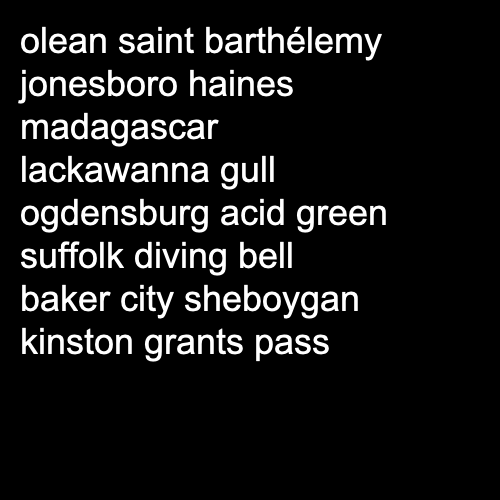 olean saint barthélemy
jonesboro haines
madagascar
lackawanna gull
ogdensburg acid green
suffolk diving bell
baker city sheboygan
kinston grants pass